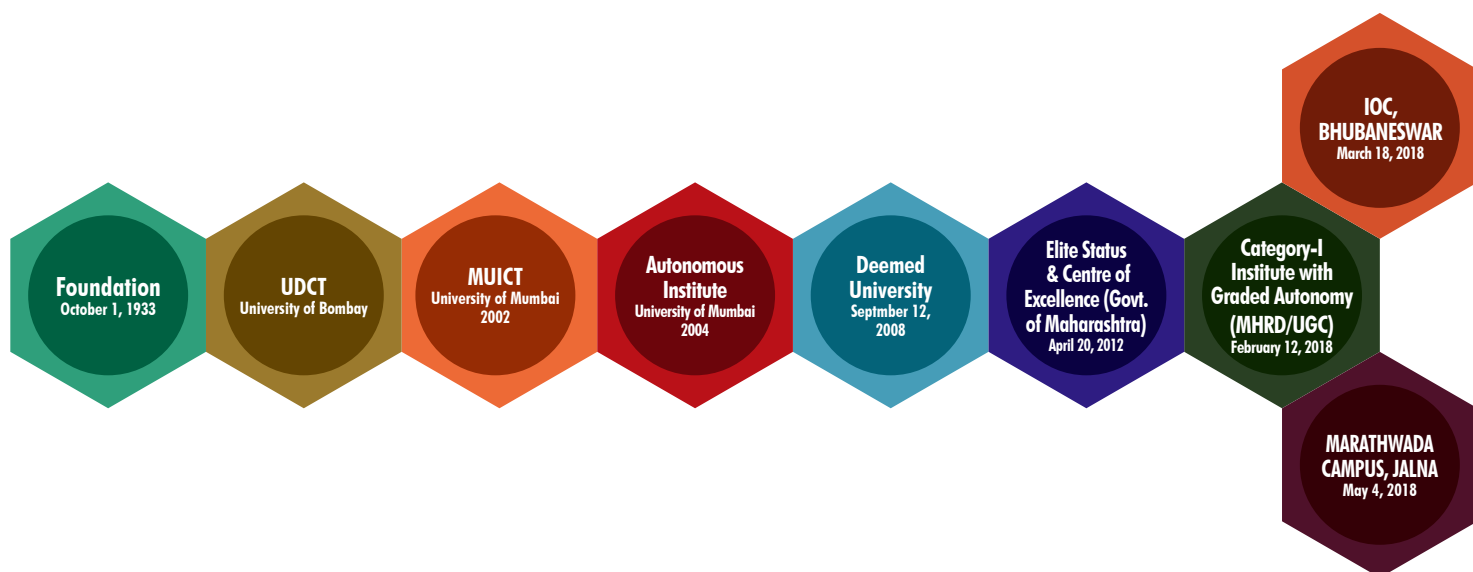 Foundation
October 1, 1933
UDCT
University of Bombay
MUICT
University of Mumbai
2002
Autonomous
Institute
University of Mumbai
2004
Deemed
University
Septmber 12,
2008
Elite Status
& Centre of
Excellence (Govt.
of Maharashtra)
April 20, 2012
Category-I
Institute with
Graded Autonomy
(MHRD/UGC)
February 12, 2018
IOC,
BHUBANESWAR
March 18, 2018
MARATHWADA
CAMPUS, JALNA
May 4, 2018